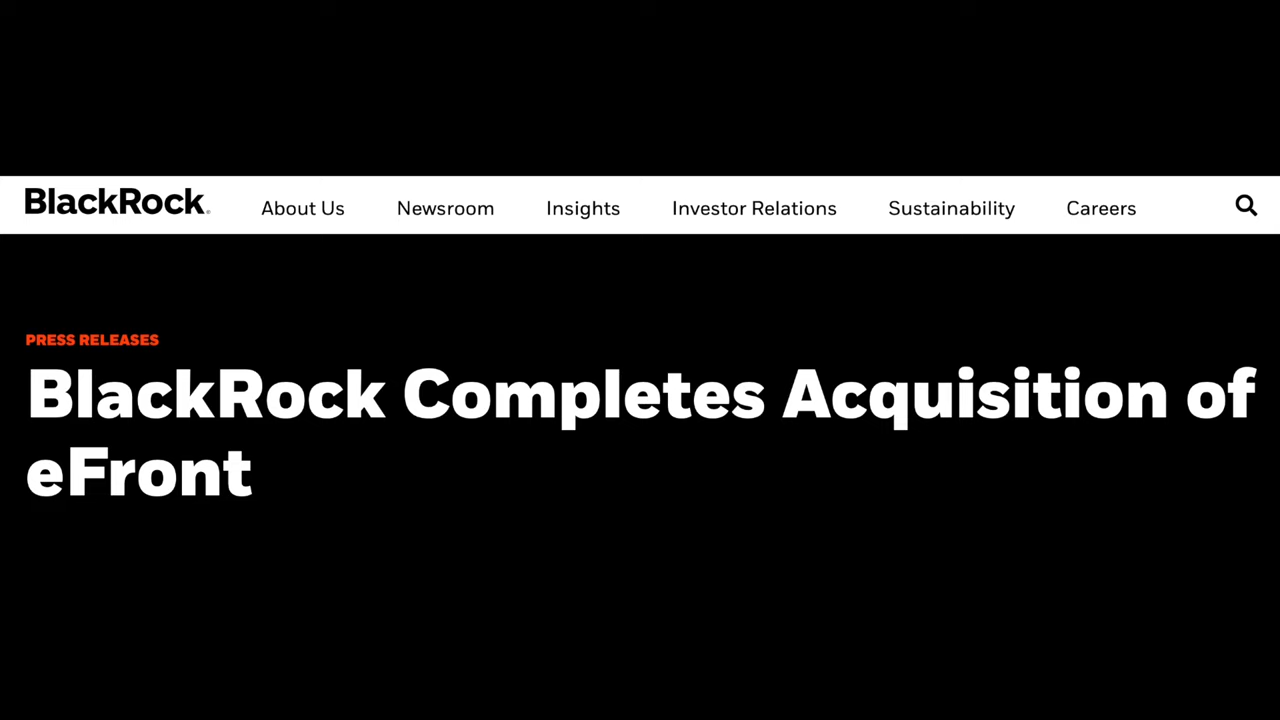 BlackRock. About Us Newsroom Insights Investor Relations Sustainability Careers
PRESS RELEASES
BlackRock Completes Acquisition of
eFront